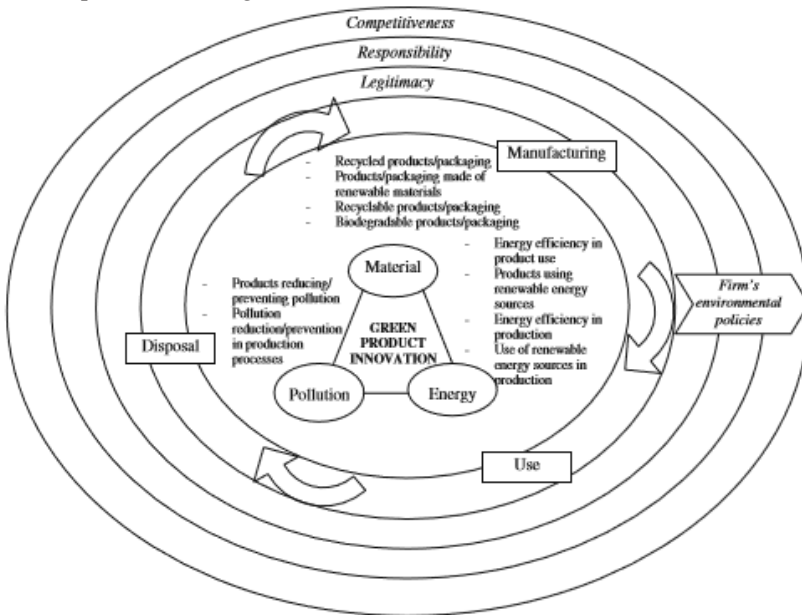 Competitiveness
Responsibility
Legitimacy
Manufacturing
- Recycled products/packaging
- Products/packaging made of
renewable materials
- Recyclable products/packaging
- Biodegradable products/packaging
- Energy efficiency in
product use
- Products using
renewable energy
sources
- Energy efficiency in
production
- Use of renewable
energy sources in
production
Material
- Products reducing/
preventing pollution
- Pollution
reduction/prevention
in production
processes
GREEN
PRODUCT
INNOVATION
Firm's
environmental
policies
Disposal
Pollution
Energy
Use